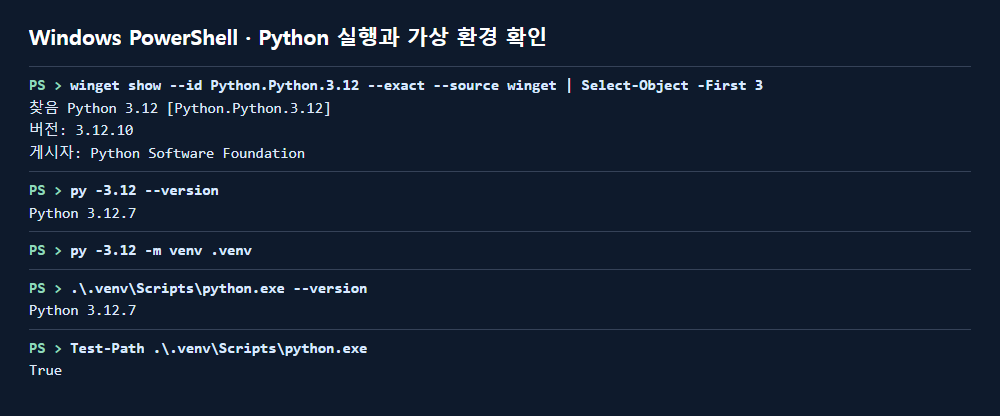 Windows PowerShell · Python 실행과 가상 환경 확인
PS > winget show --id Python.Python.3.12 --exact --source winget | Select-Object -First 3
찾음 Python 3.12 [Python.Python.3.12]
버전: 3.12.10
게시자: Python Software Foundation
PS > py -3.12 --version
Python 3.12.7
PS > py -3.12 -m venv .venv
PS > .\.venv\Scripts\python.exe --version
Python 3.12.7
PS > Test-Path .\.venv\Scripts\python.exe
True